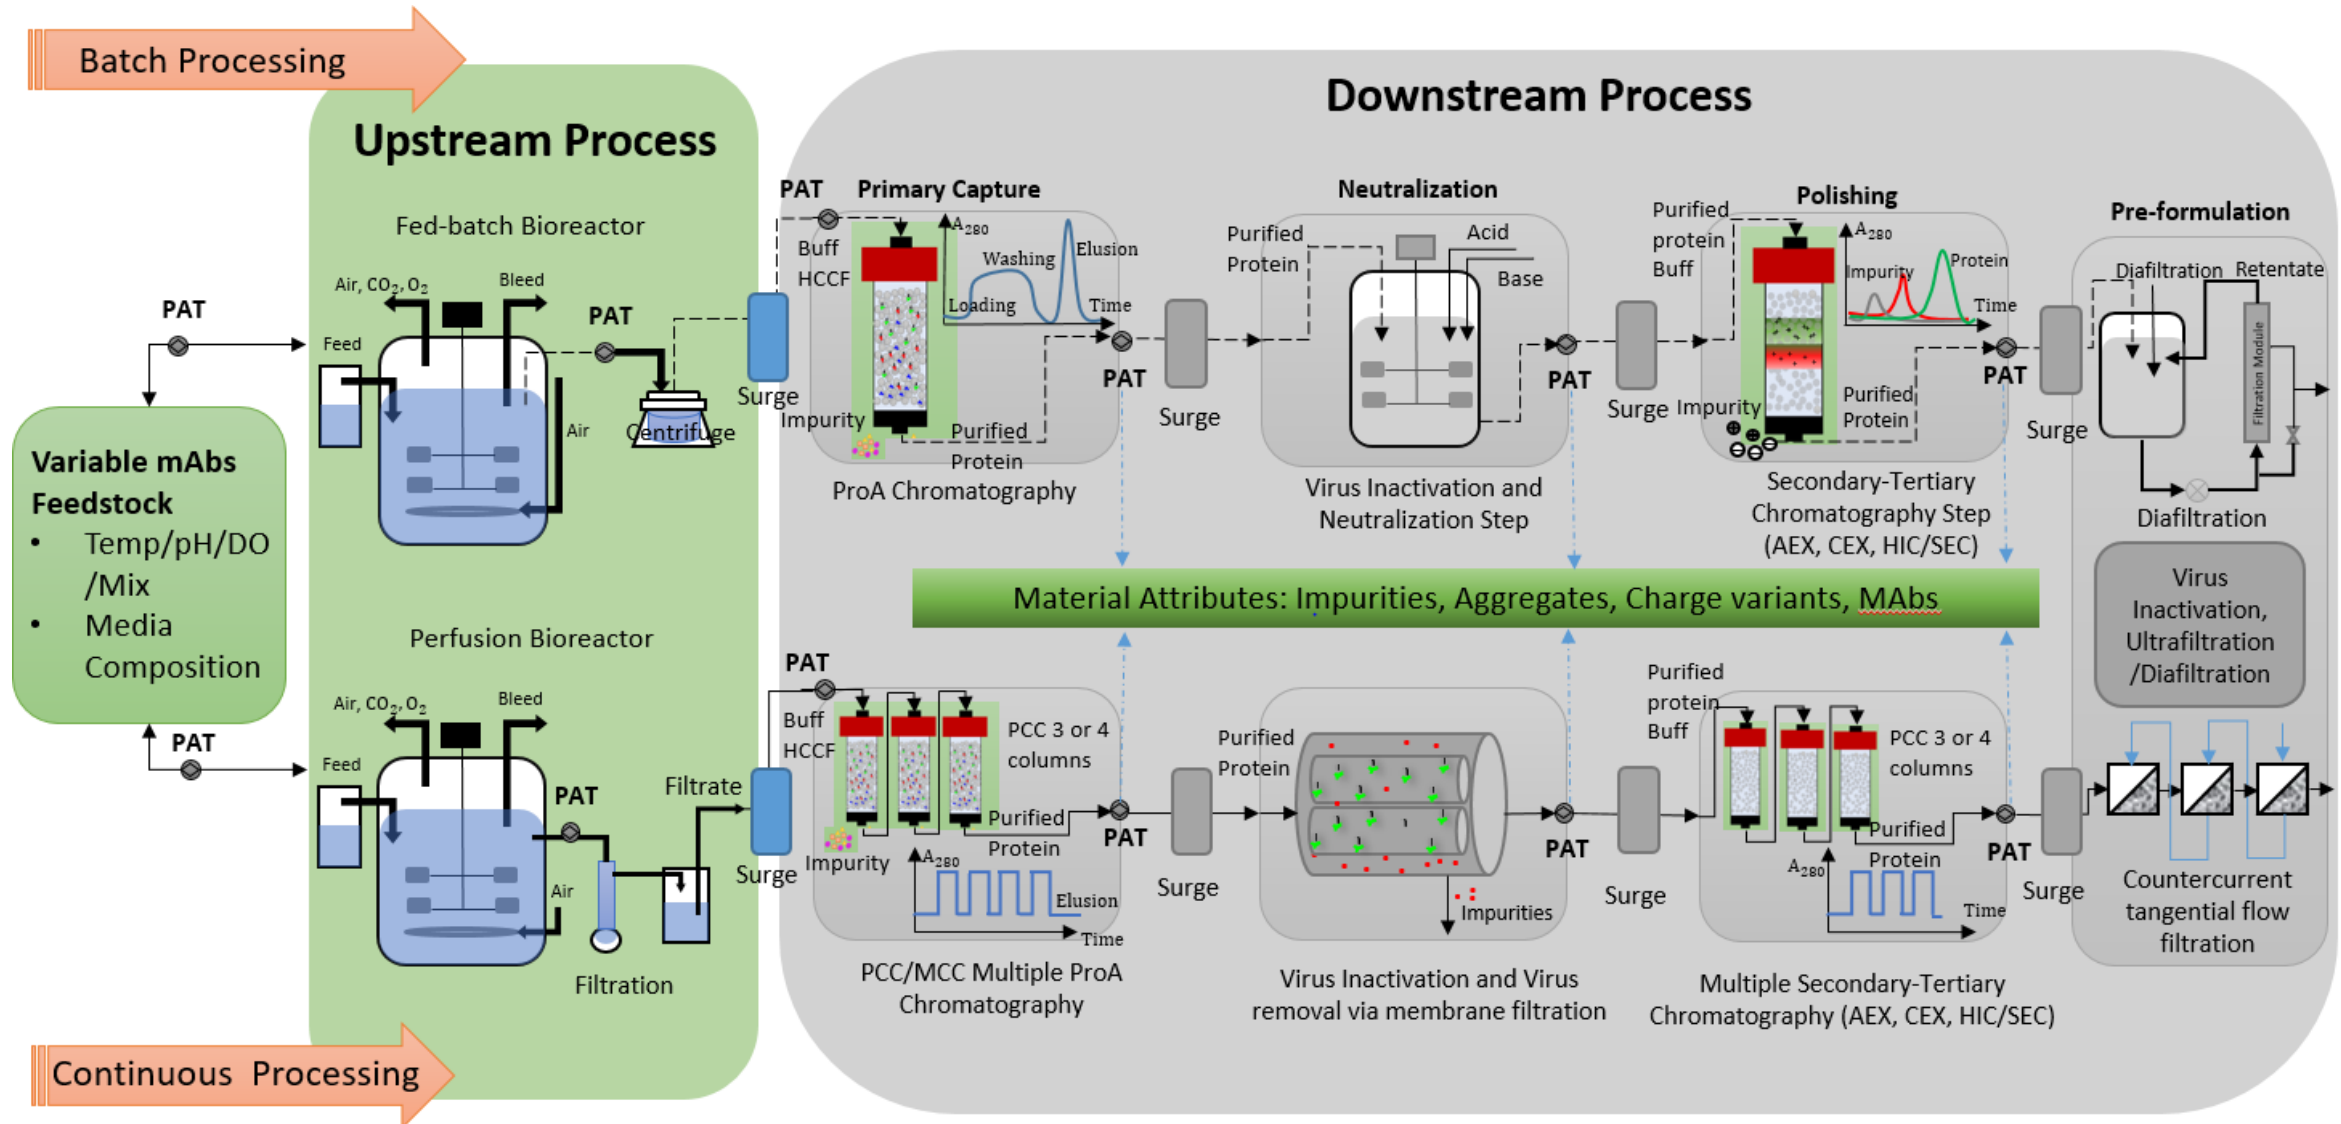 Batch Processing
Upstream Process
Downstream Process
Fed-batch Bioreactor
Air, CO2, O2
Bleed
PAT
PAT
Feed
Air
Centrifuge
Surge
Variable mAbs
Feedstock
• Temp/pH/DO
/Mix
• Media
Composition
PAT
Perfusion Bioreactor
Air, CO2, O2
Bleed
Feed
PAT
Filtrate
Air
Filtration
Surge
Continuous Processing
PAT
Primary Capture
Buff
HCCF
A280
Washing
Elusion
Loading
Time
Impurity
Purified
Protein
PAT
ProA Chromatography
Surge
Neutralization
Purified
Protein
Acid
Base
PAT
Virus Inactivation and
Neutralization Step
Surge
Polishing
Purified
protein
Buff
A280
Impurity
Protein
Time
Impurity
Purified
Protein
PAT
Secondary-Tertiary
Chromatography Step
(AEX, CEX, HIC/SEC)
Surge
Pre-formulation
Diafiltration
Retentate
Filtration Module
Diafiltration
Virus
Inactivation,
Ultrafiltration
/Diafiltration
Material Attributes: Impurities, Aggregates, Charge variants, MAbs
PAT
Buff
HCCF
PCC 3 or 4
columns
Purified
Protein
Impurity
A280
Elusion
Time
PAT
PCC/MCC Multiple ProA
Chromatography
Surge
Purified
Protein
Impurities
PAT
Virus Inactivation and Virus
removal via membrane filtration
Surge
Purified
protein
Buff
PCC 3 or 4
columns
Purified
Protein
A280
Time
PAT
Multiple Secondary-Tertiary
Chromatography (AEX, CEX, HIC/SEC)
Surge
Countercurrent
tangential flow
filtration